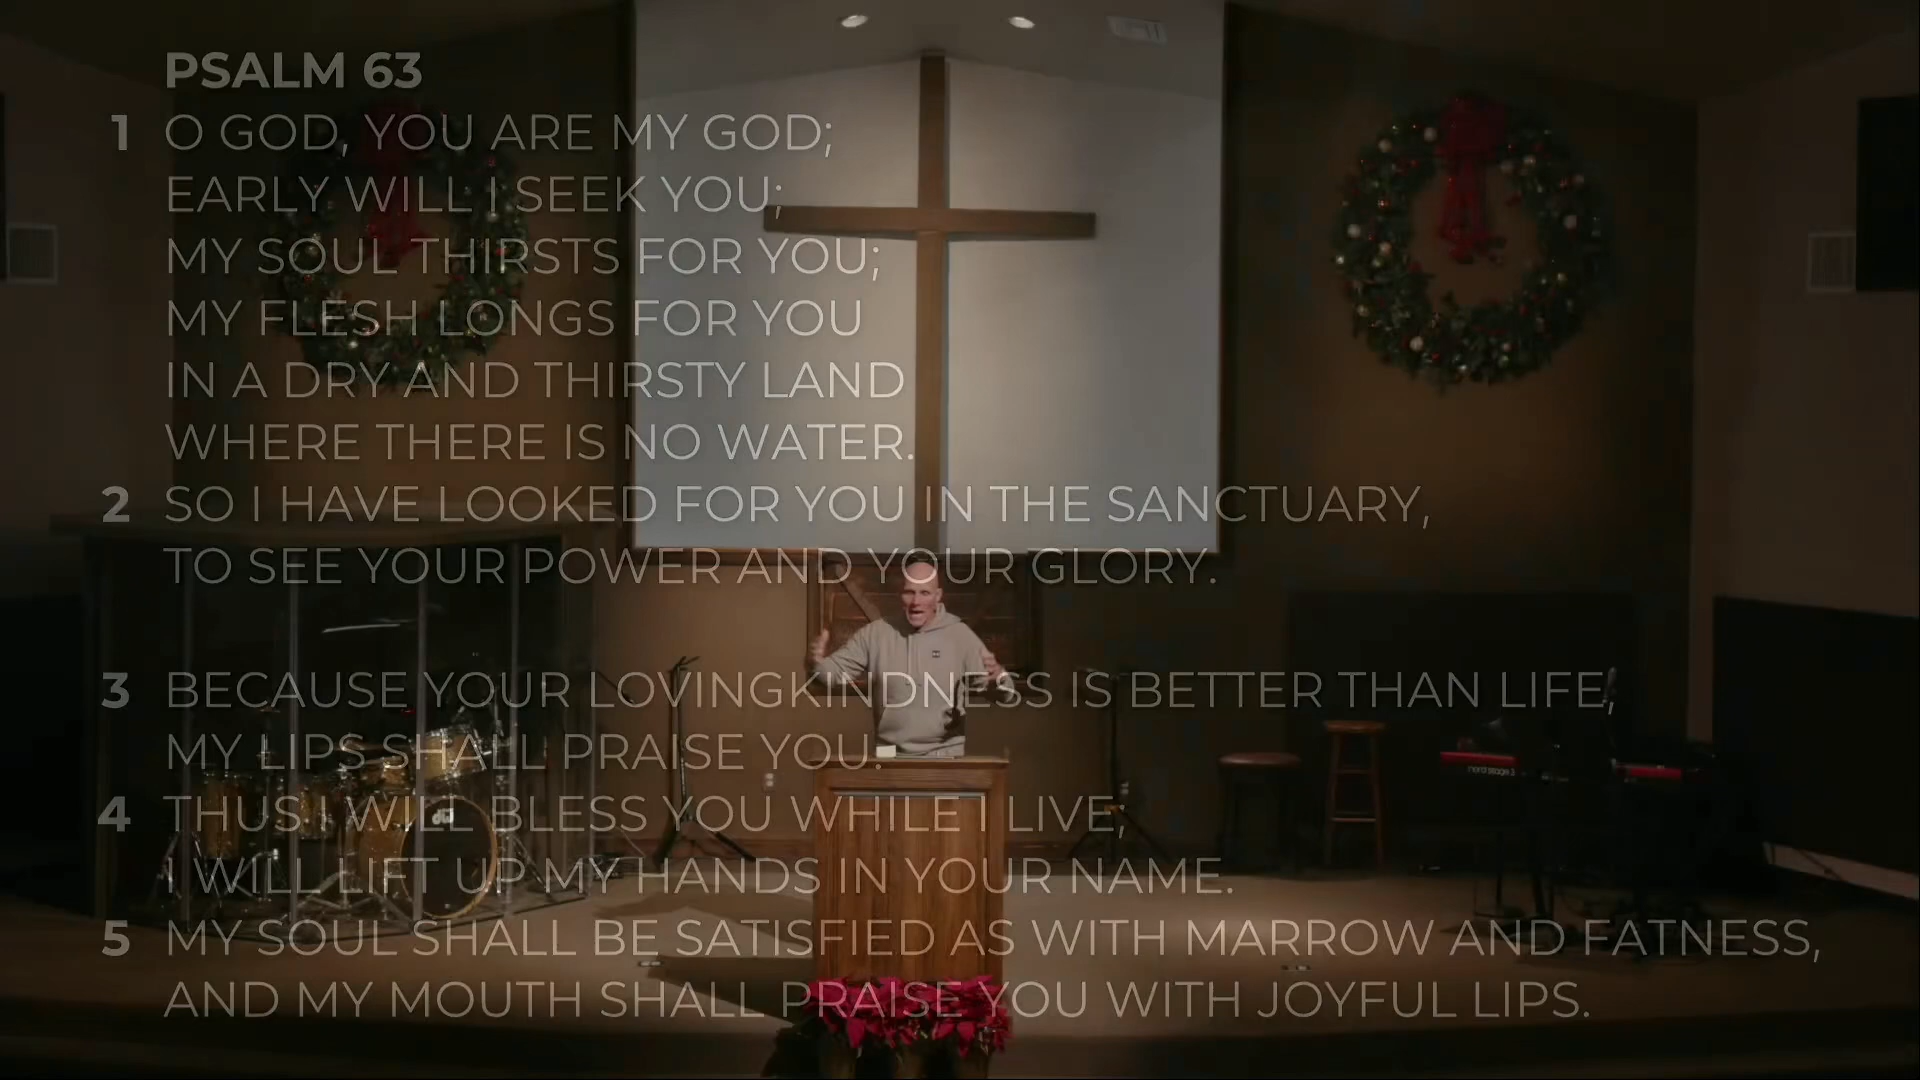 PSALM 63
1 O GOD, YOU ARE MY GOD;
EARLY WILL I SEEK YOU;
MY SOUL THIRSTS FOR YOU;
MY FLESH LONGS FOR YOU
IN A DRY AND THIRSTY LAND
WHERE THERE IS NO WATER.
2 SO I HAVE LOOKED FOR YOU IN THE SANCTUARY,
TO SEE YOUR POWER AND YOUR GLORY.
3 BECAUSE YOUR LOVINGKINDNESS IS BETTER THAN LIFE,
MY LIPS SHALL PRAISE YOU.
4 THUS I WILL BLESS YOU WHILE I LIVE;
I WILL LIFT UP MY HANDS IN YOUR NAME.
5 MY SOUL SHALL BE SATISFIED AS WITH MARROW AND FATNESS,
AND MY MOUTH SHALL PRAISE YOU WITH JOYFUL LIPS.
nord stage 3
dw